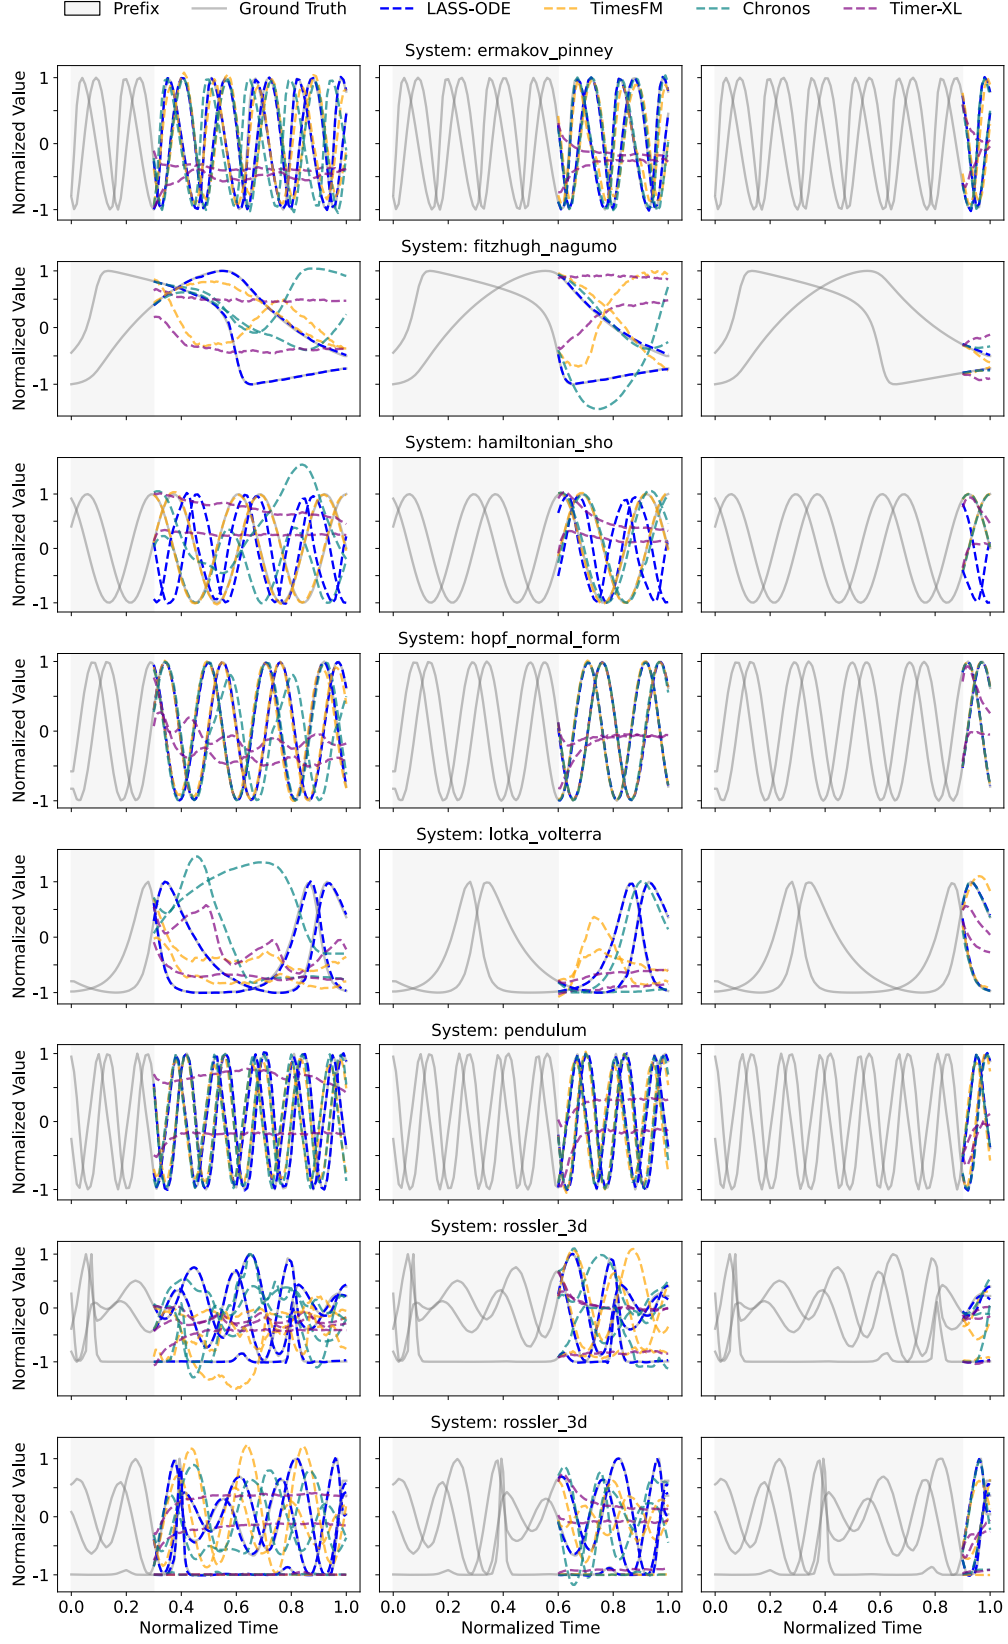 Prefix Ground Truth LASS-ODE TimesFM Chronos Timer-XL
System: ermakov_pinney
Normalized Value
1
0
-1
System: fitzhugh_nagumo
Normalized Value
1
0
-1
System: hamiltonian_sho
Normalized Value
1
0
-1
System: hopf_normal_form
Normalized Value
1
0
-1
System: lotka_volterra
Normalized Value
1
0
-1
System: pendulum
Normalized Value
1
0
-1
System: rossler_3d
Normalized Value
1
0
-1
System: rossler_3d
Normalized Value
1
0
-1
0.0 0.2 0.4 0.6 0.8 1.0 0.0 0.2 0.4 0.6 0.8 1.0 0.0 0.2 0.4 0.6 0.8 1.0
Normalized Time Normalized Time Normalized Time